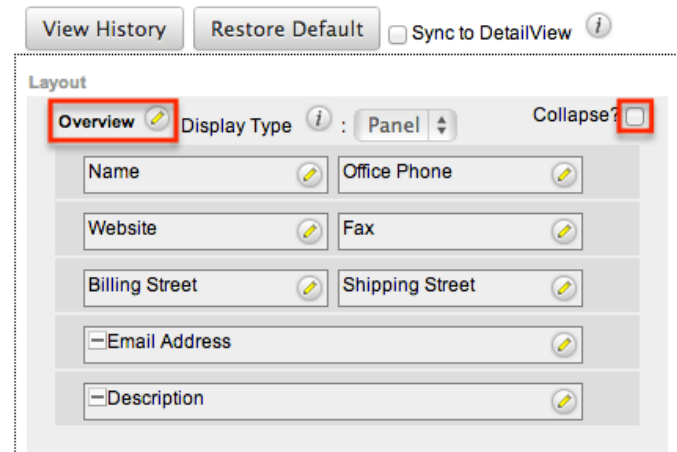 View History Restore Default Sync to DetailView i
Layout
Overview Display Type i : Panel Collapse?
Name Office Phone
Website Fax
Billing Street Shipping Street
Email Address
Description